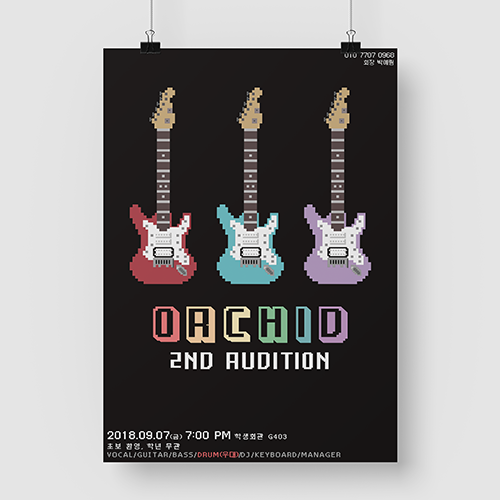 010 7707 0968
회장 박혜원
ORCHID
2ND AUDITION
2018.09.07(금) 7:00 PM 학생회관 G403
초보 환영, 학년 무관
VOCAL/GUITAR/BASS/DRUM(우대)/DJ/KEYBOARD/MANAGER